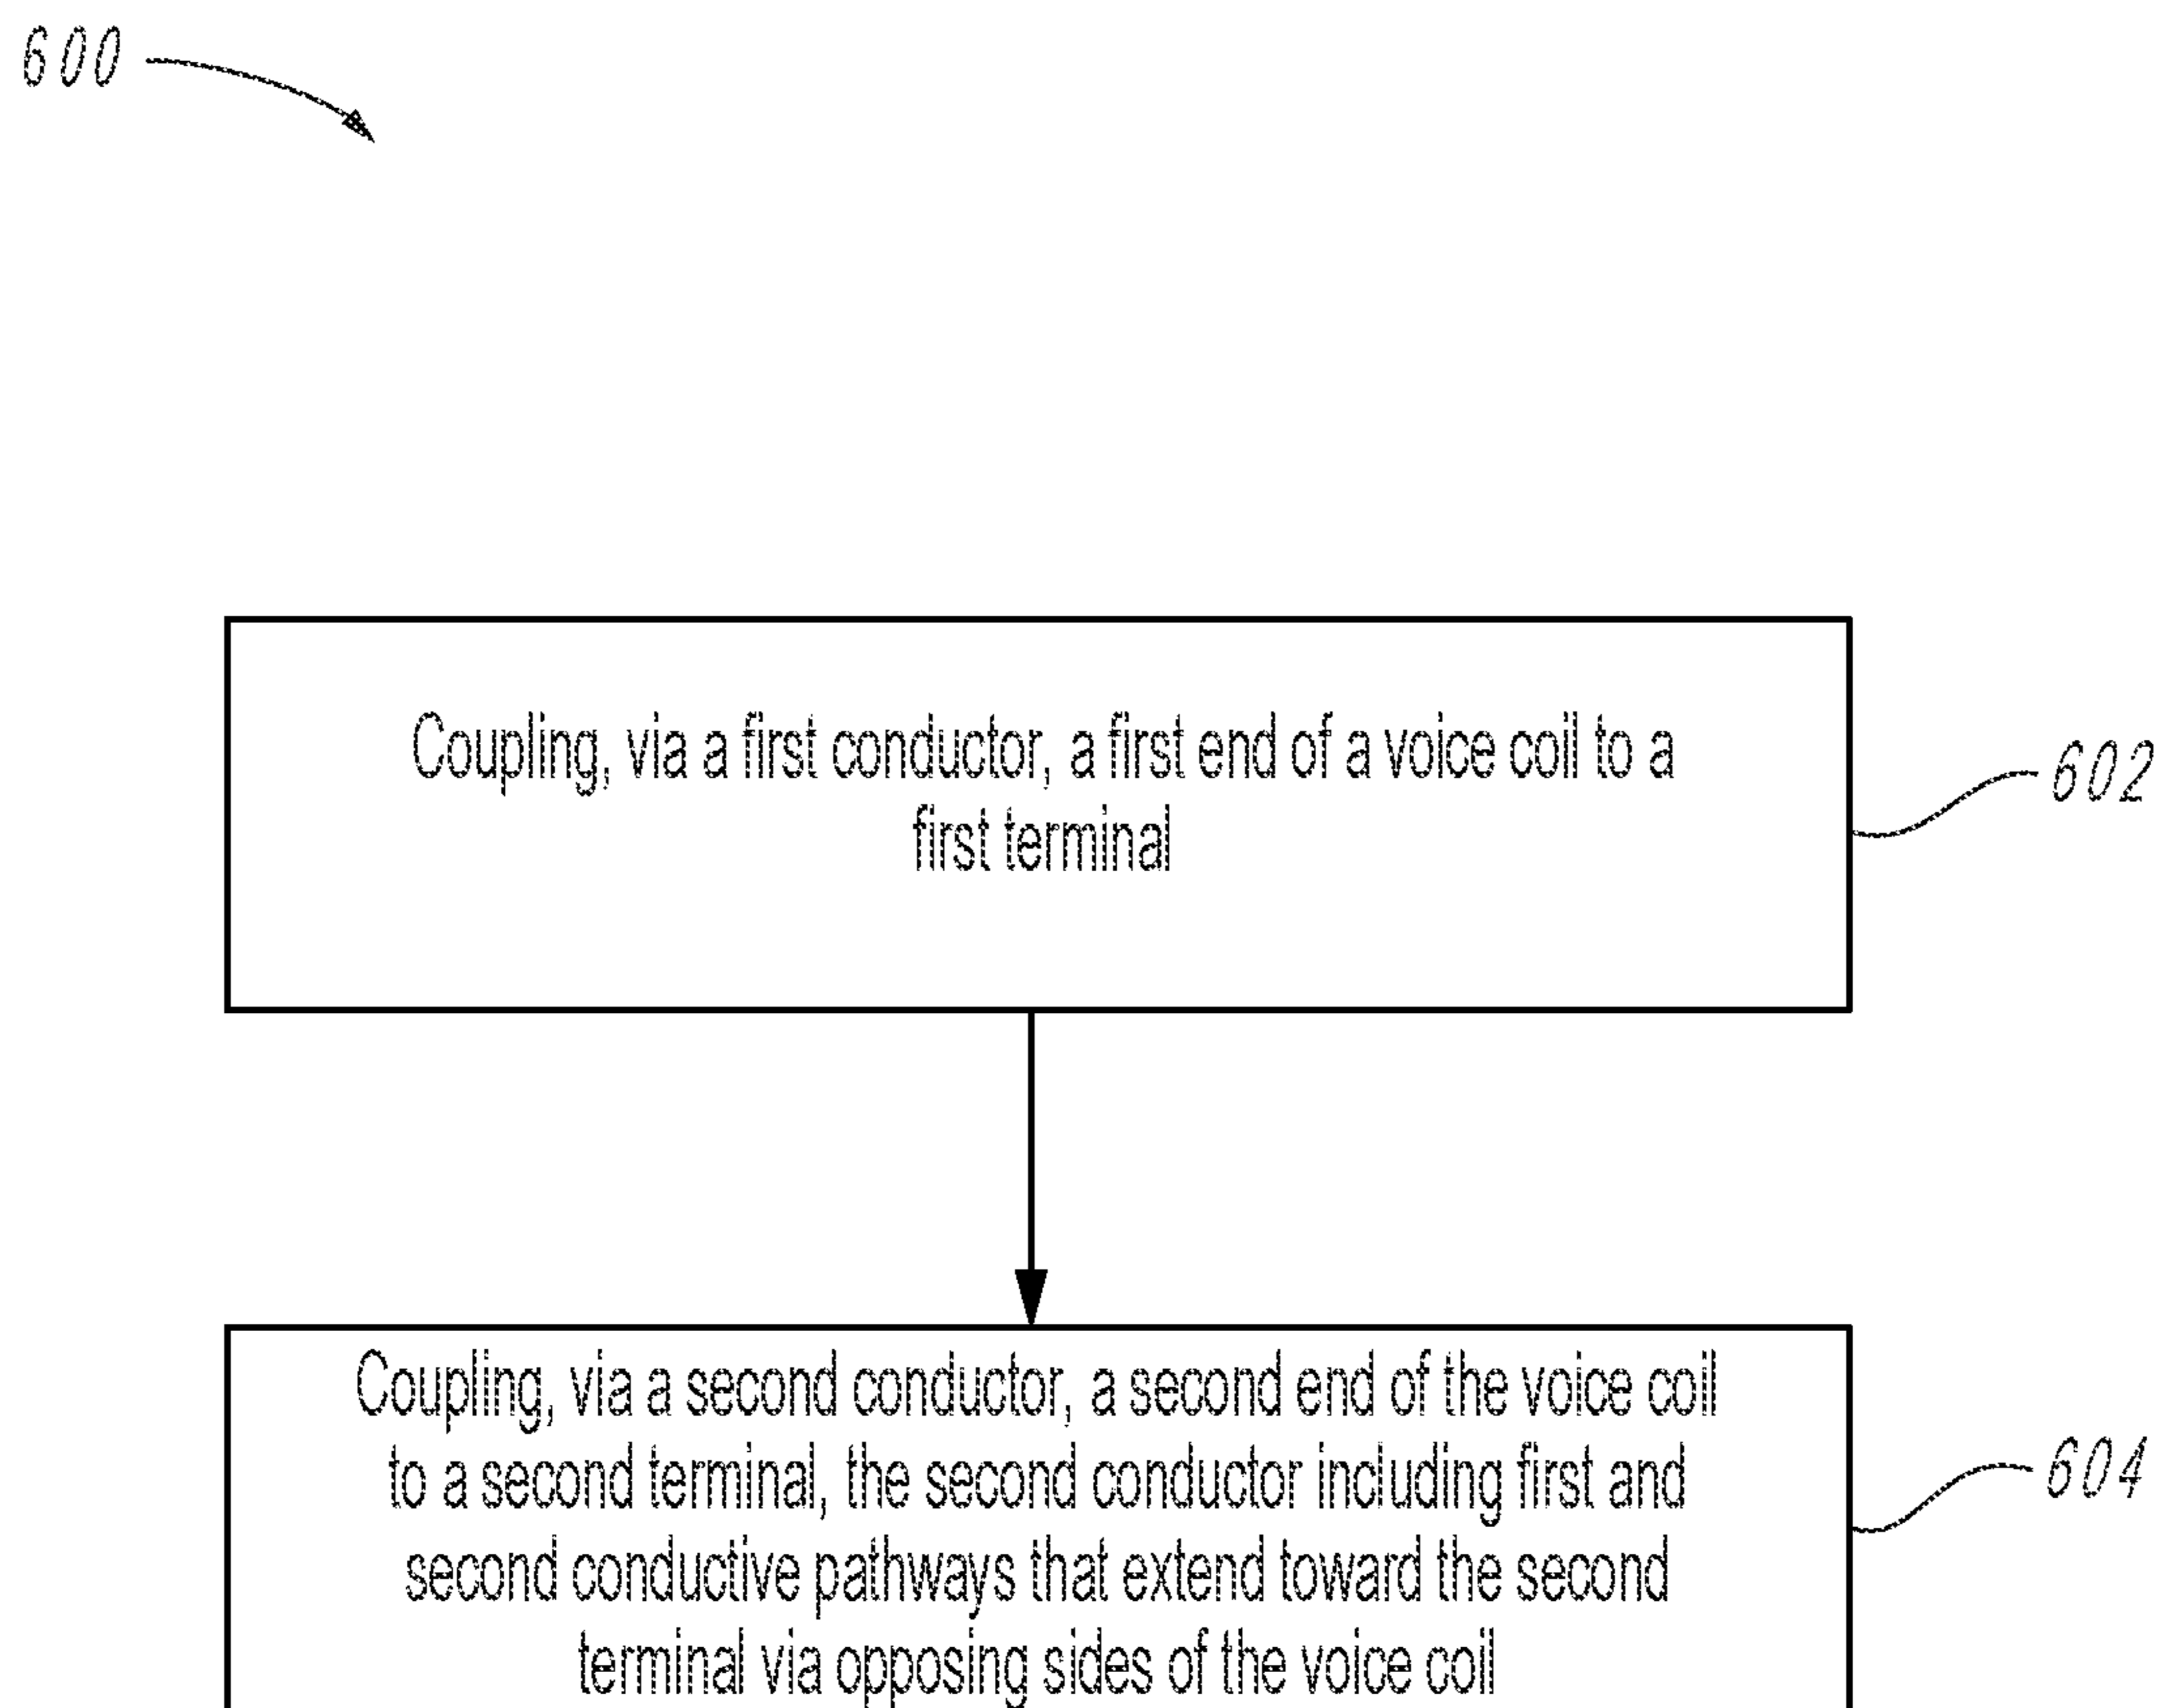 600
Coupling, via a first conductor, a first end of a voice coil to a
first terminal
602
Coupling, via a second conductor, a second end of the voice coil
to a second terminal, the second conductor including first and
second conductive pathways that extend toward the second
terminal via opposing sides of the voice coil
604